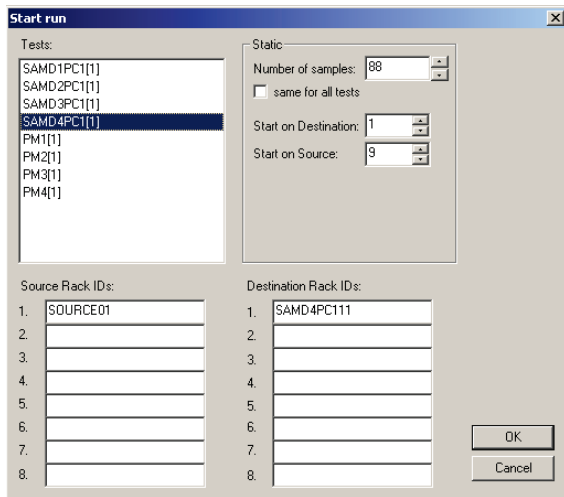 Start run
Tests:
SAMD1PC1[1]
SAMD2PC1[1]
SAMD3PC1[1]
SAMD4PC1[1]
PM1[1]
PM2[1]
PM3[1]
PM4[1]
Static
Number of samples: 88
same for all tests
Start on Destination: 1
Start on Source: 9
Source Rack IDs:
1. SOURCE01
2.
3.
4.
5.
6.
7.
8.
Destination Rack IDs:
1. SAMD4PC111
2.
3.
4.
5.
6.
7.
8.
OK
Cancel